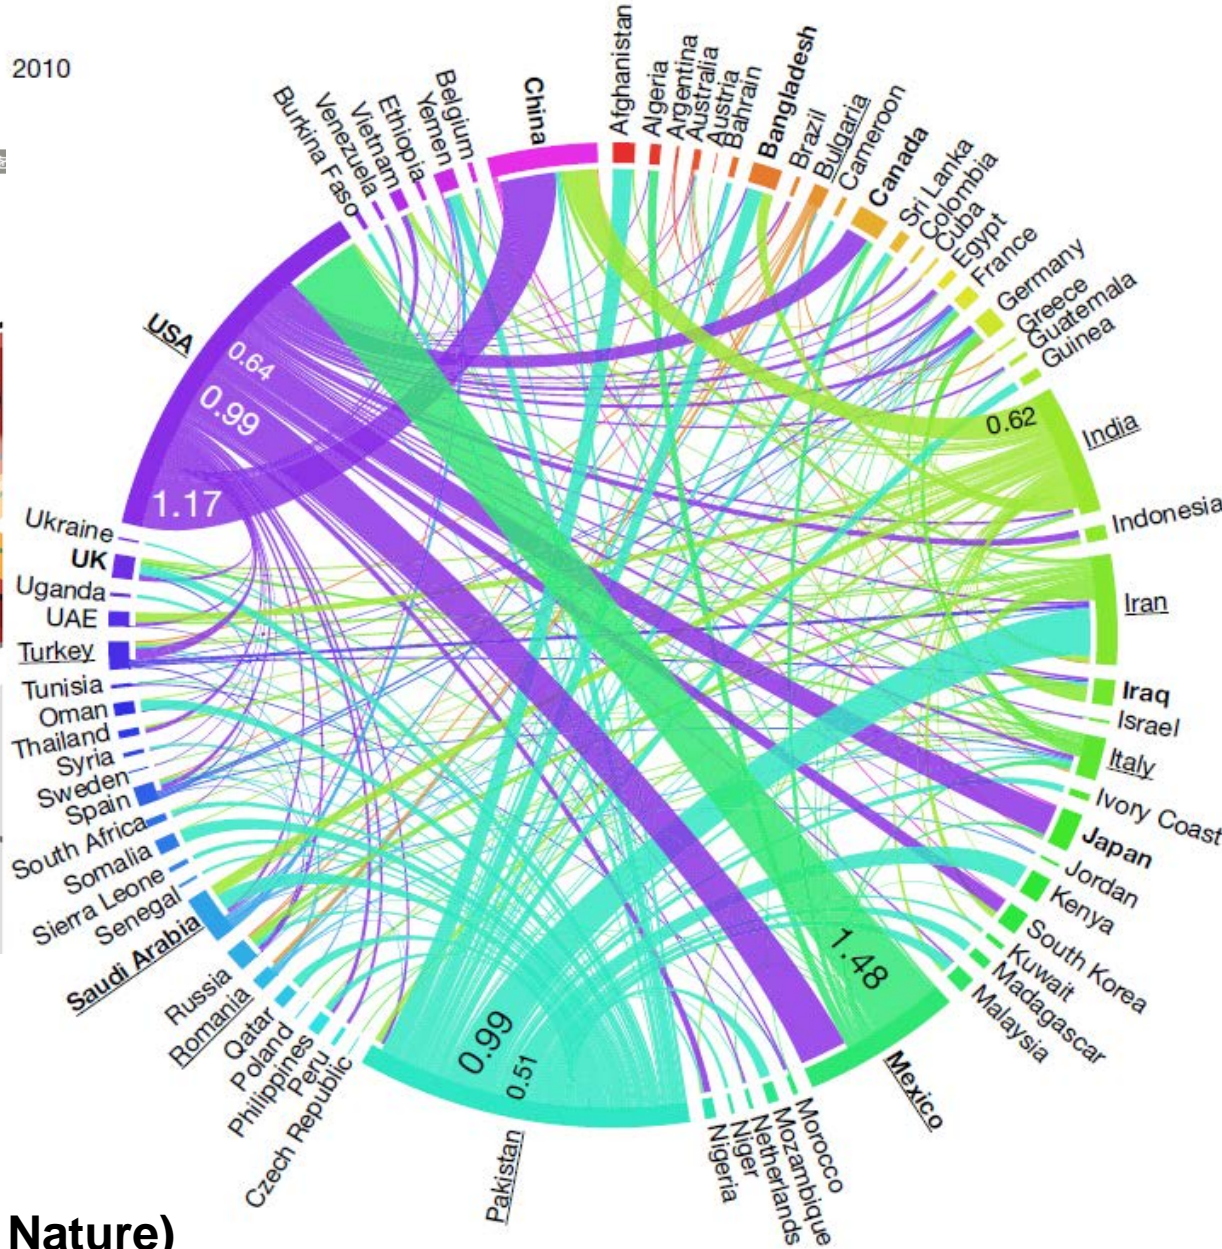 2010
Afghanistan
Algeria
Argentina
Australia
Austria
Bahrain
Bangladesh
Brazil
Bulgaria
Cameroon
Canada
Sri Lanka
Colombia
Cuba
Egypt
France
Germany
Greece
Guatemala
Guinea
India
Indonesia
Iran
Iraq
Israel
Italy
Ivory Coast
Japan
Jordan
Kenya
South Korea
Kuwait
Madagascar
Malaysia
Mexico
Morocco
Mozambique
Netherlands
Niger
Nigeria
Pakistan
Czech Republic
Peru
Philippines
Poland
Qatar
Romania
Russia
Saudi Arabia
Senegal
Sierra Leone
Somalia
South Africa
Spain
Sweden
Syria
Thailand
Oman
Tunisia
Turkey
UAE
Uganda
UK
Ukraine
USA
Burkina Faso
Venezuela
Vietnam
Ethiopia
Yemen
Belgium
China
0.64
0.99
1.17
0.62
1.48
0.99
0.51
Nature)